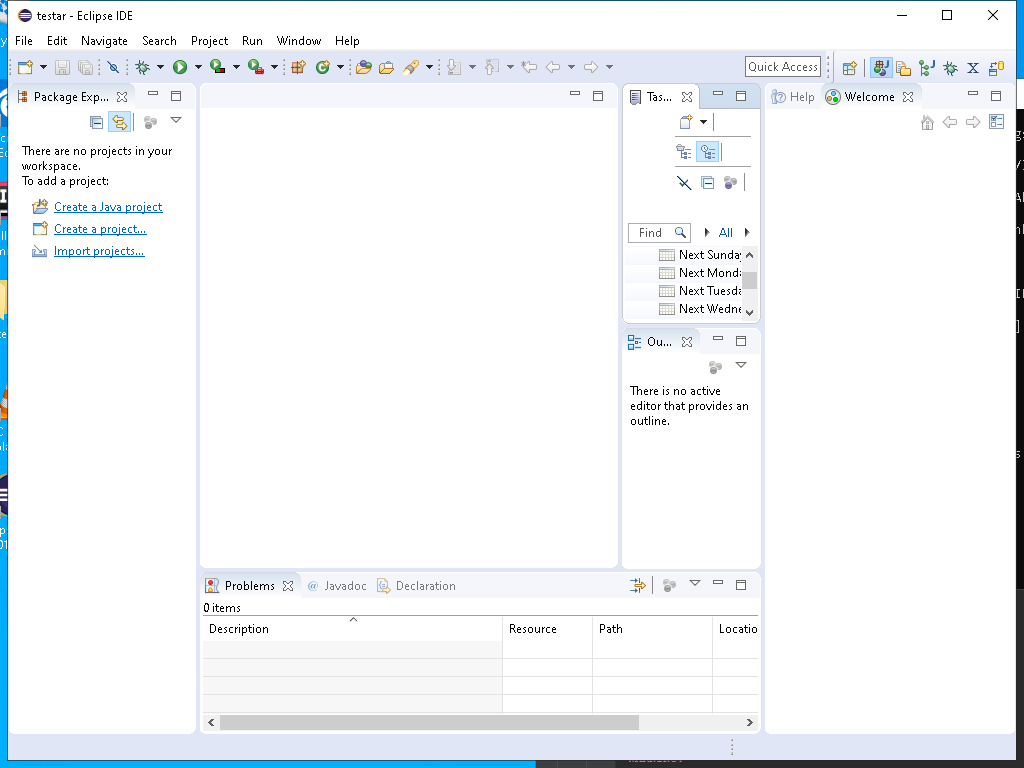 testar - Eclipse IDE
File Edit Navigate Search Project Run Window Help
Quick Access
Package Exp...
Tas...
Help
Welcome
There are no projects in your
workspace.
To add a project:
Create a Java project
Create a project...
Import projects...
Find
All
Next Sunday
Next Monda
Next Tuesda
Next Wedne
Ou...
There is no active
editor that provides an
outline.
Problems
@ Javadoc
Declaration
0 items
Description Resource Path Locatio